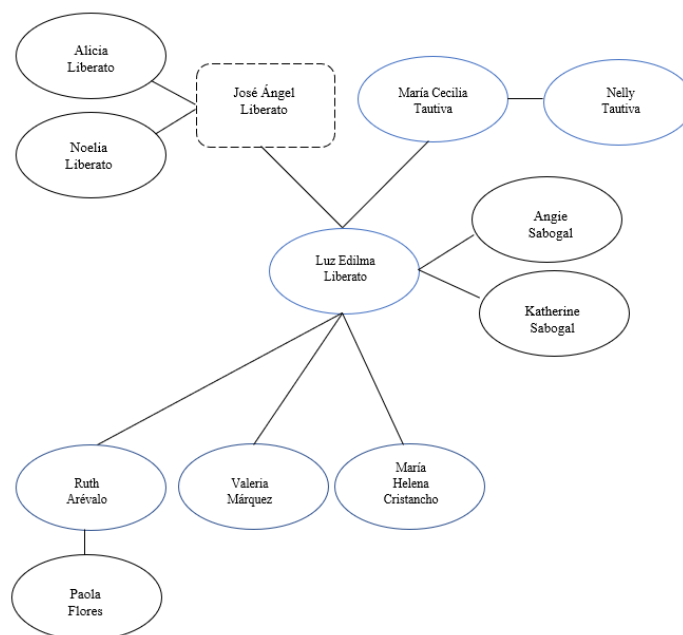 Alicia
Liberato
José Ángel
Liberato
María Cecilia
Tautiva
Nelly
Tautiva
Noelia
Liberato
Angie
Sabogal
Luz Edilma
Liberato
Katherine
Sabogal
Ruth
Arévalo
Valeria
Márquez
María
Helena
Cristancho
Paola
Flores